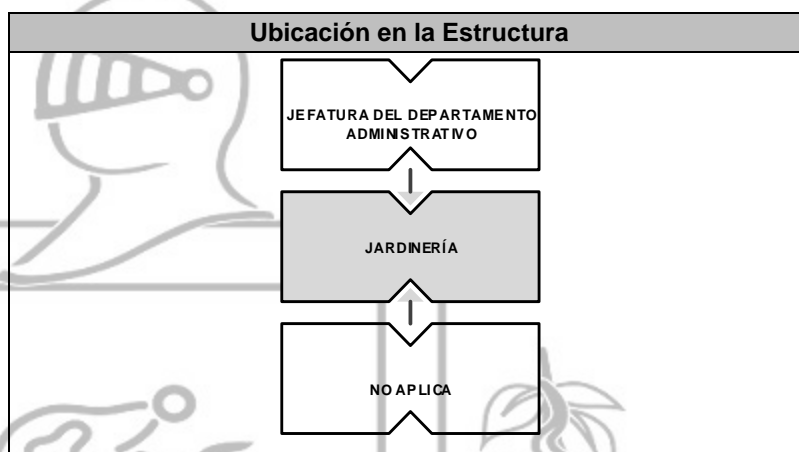 Ubicación en la Estructura
JEFATURA DEL DEPARTAMENTO
ADMINISTRATIVO
JARDINERÍA
NO APLICA